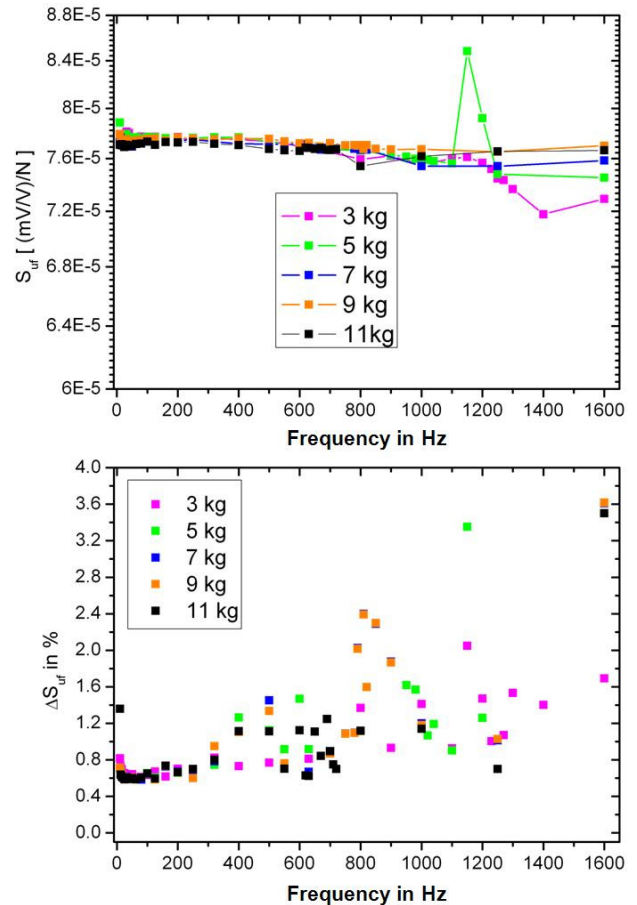 8.8E-5
8.4E-5
8E-5
7.6E-5
7.2E-5
6.8E-5
6.4E-5
6E-5
S_uf [ (mV/V)/N ]
3 kg
5 kg
7 kg
9 kg
11kg
0 200 400 600 800 1000 1200 1400 1600
Frequency in Hz
4.0
3.6
3.2
2.8
2.4
2.0
1.6
1.2
0.8
0.4
0.0
ΔS_uf in %
3 kg
5 kg
7 kg
9 kg
11 kg
0 200 400 600 800 1000 1200 1400 1600
Frequency in Hz